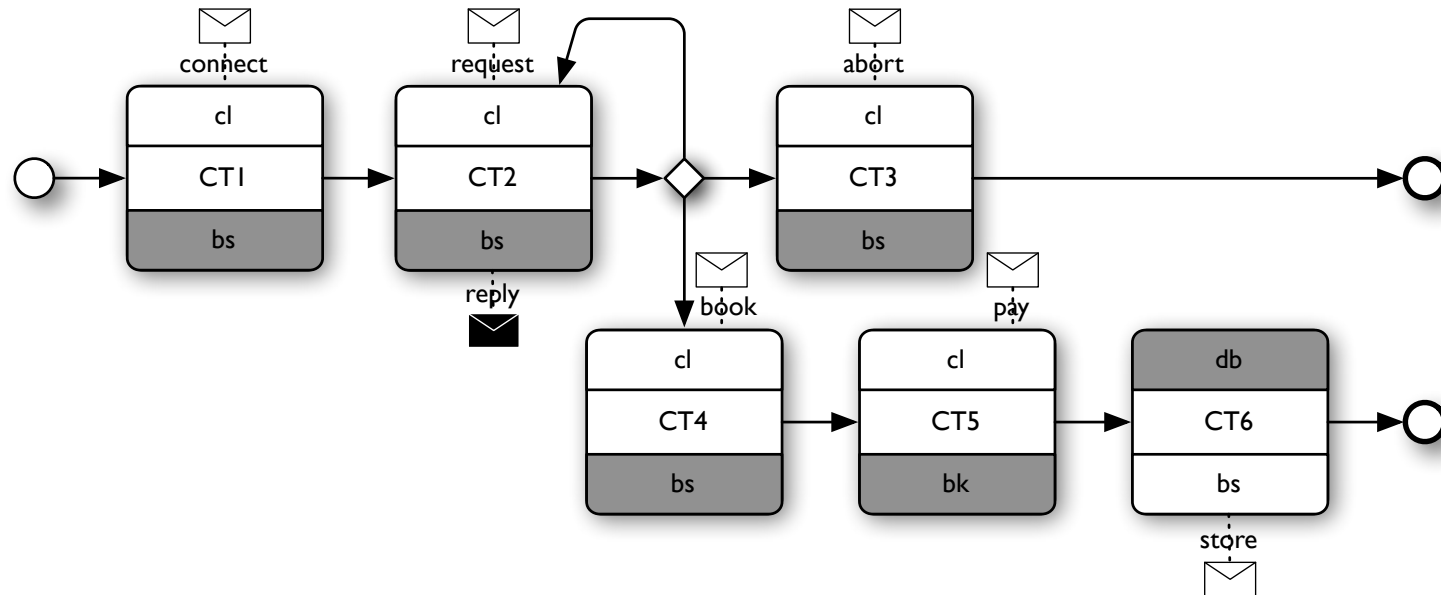 connect
request
abort
cl
cl
cl
CT1
CT2
CT3
bs
bs
bs
reply
book
pay
cl
cl
db
CT4
CT5
CT6
bs
bk
bs
store